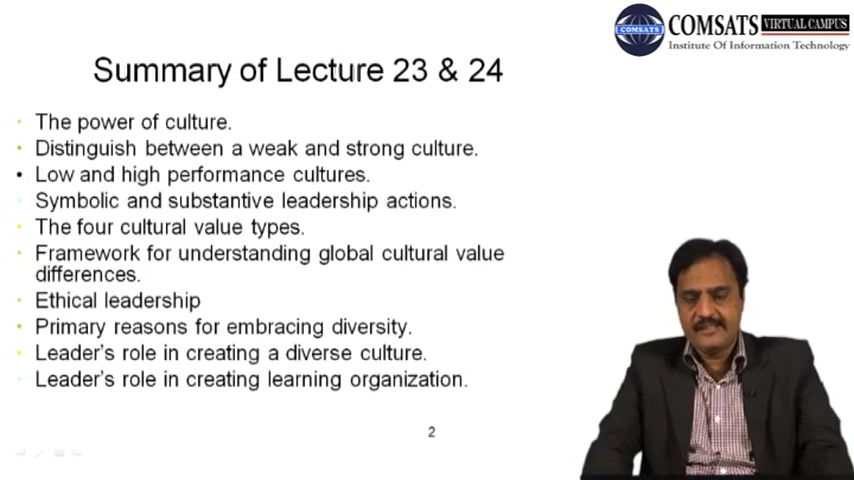 COMSATS VIRTUAL CAMPUS
COMSATS
Institute Of Information Technology
Summary of Lecture 23 & 24
The power of culture.
Distinguish between a weak and strong culture.
Low and high performance cultures.
Symbolic and substantive leadership actions.
The four cultural value types.
Framework for understanding global cultural value
differences.
Ethical leadership
Primary reasons for embracing diversity.
Leader's role in creating a diverse culture.
Leader's role in creating learning organization.
2